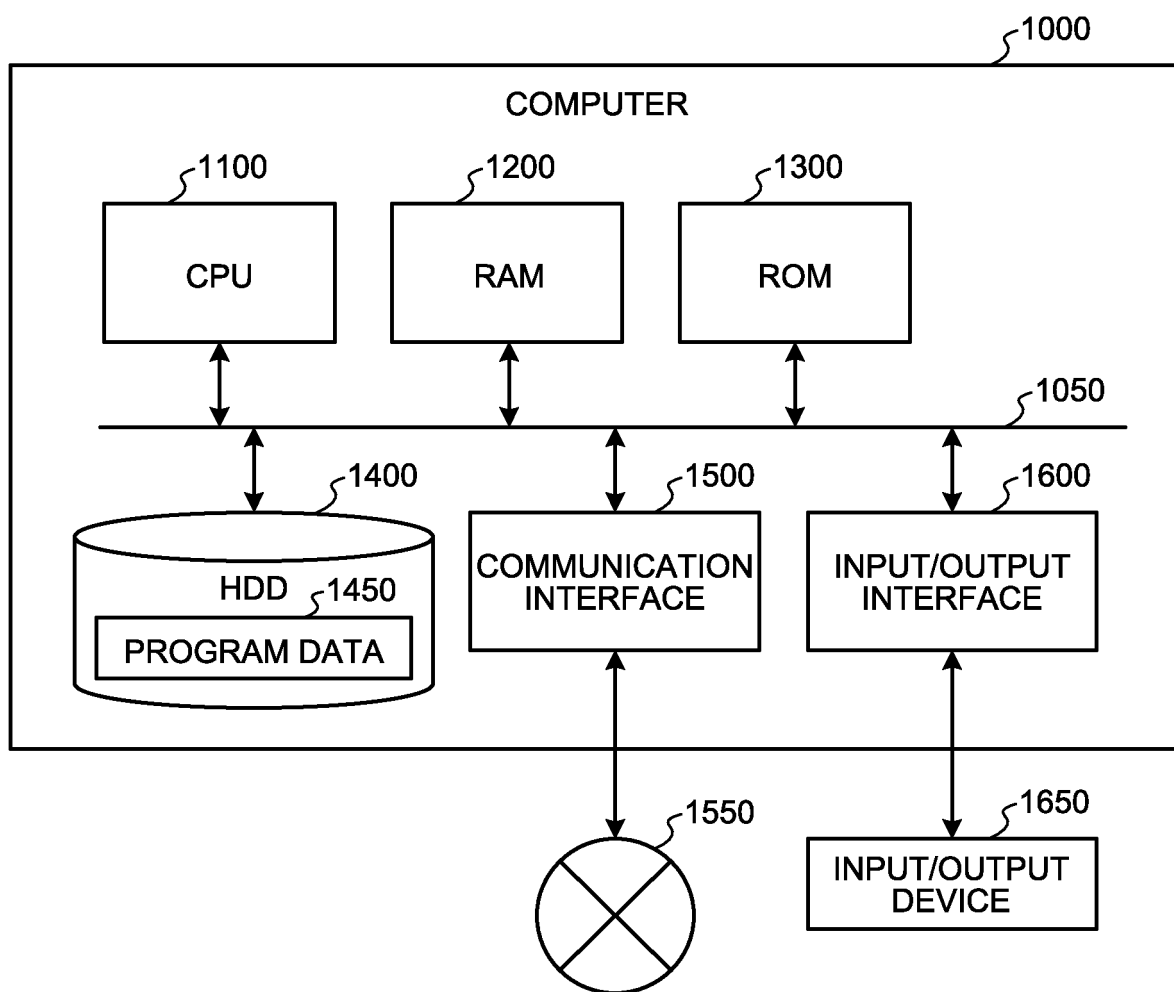 1000
COMPUTER
1100
1200
1300
CPU
RAM
ROM
1050
1400
1500
1600
HDD
1450
PROGRAM DATA
COMMUNICATION
INTERFACE
INPUT/OUTPUT
INTERFACE
1550
1650
INPUT/OUTPUT
DEVICE